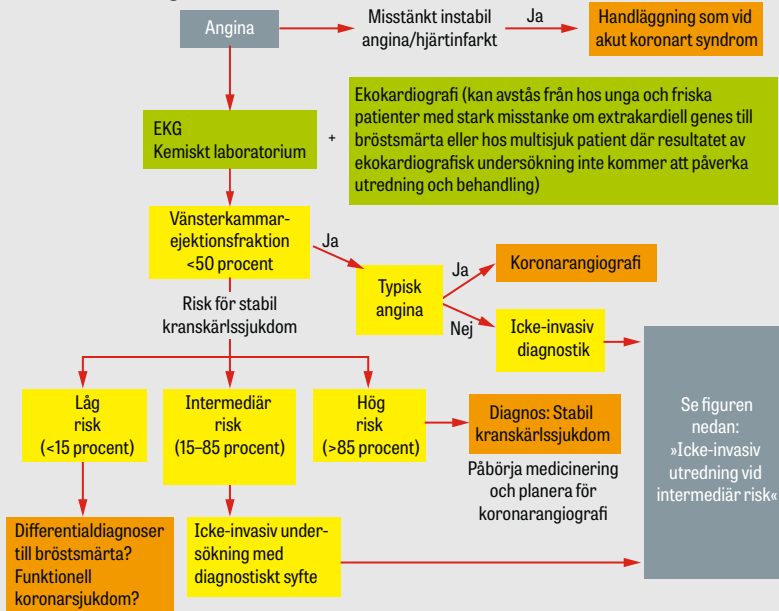 Angina
Misstänkt instabil
angina/hjärtinfarkt
Ja
Handläggning som vid
akut koronart syndrom
EKG
Kemiskt laboratorium
+
Ekokardiografi (kan avstås från hos unga och friska
patienter med stark misstanke om extrakardiell genes till
bröstsmärta eller hos multisjuk patient där resultatet av
ekokardiografisk undersökning inte kommer att påverka
utredning och behandling)
Vänsterkammar-
ejektionsfraktion
<50 procent
Ja
Typisk
angina
Ja
Koronarangiografi
Nej
Icke-invasiv
diagnostik
Risk för stabil
kranskärlssjukdom
Låg
risk
(<15 procent)
Intermediär
risk
(15–85 procent)
Hög
risk
(>85 procent)
Diagnos: Stabil
kranskärlssjukdom
Påbörja medicinering
och planera för
koronarangiografi
Se figuren
nedan:
»Icke-invasiv
utredning vid
intermediär risk«
Differentialdiagnoser
till bröstsmärta?
Funktionell
koronarsjukdom?
Icke-invasiv under-
sökning med
diagnostiskt syfte